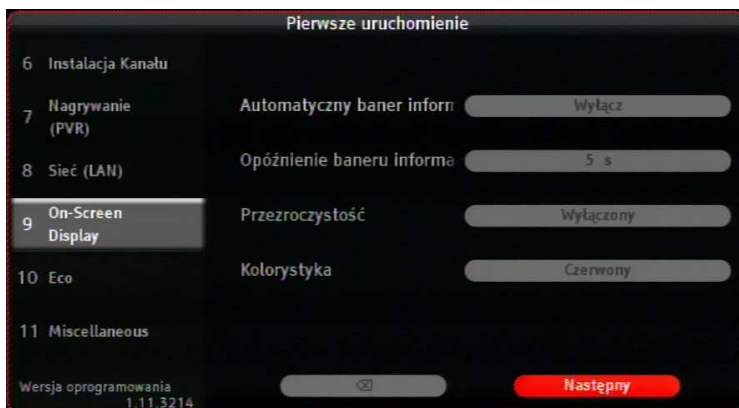 Pierwsze uruchomienie
6 Instalacja Kanału
7 Nagrywanie
(PVR)
8 Sieć (LAN)
9 On-Screen
Display
10 Eco
11 Miscellaneous
Wersja oprogramowania
1.11.3214
Automatyczny baner inform Wyłącz
Opóźnienie baneru informa 5 s
Przezroczystość Wyłączony
Kolorystyka Czerwony
Następny